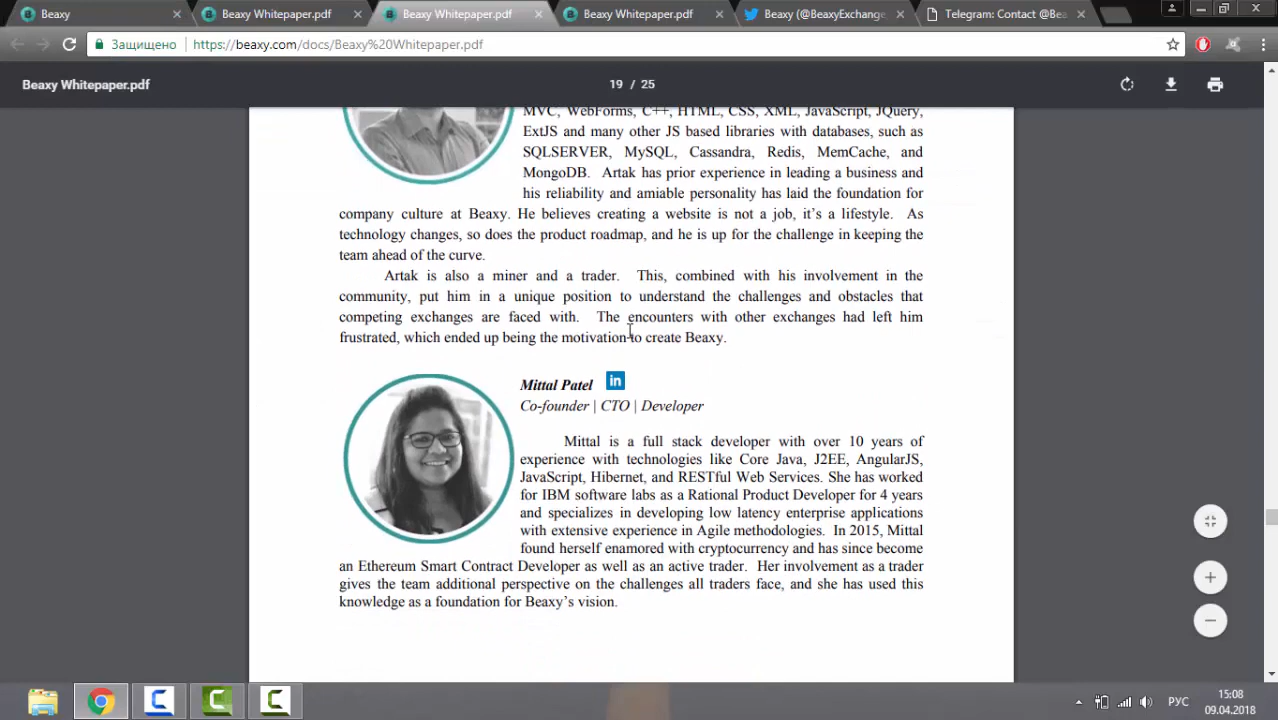 Beaxy
Beaxy Whitepaper.pdf
Beaxy Whitepaper.pdf
Beaxy Whitepaper.pdf
Beaxy (@BeaxyExchange
Telegram: Contact @Bea
Защищено
https://beaxy.com/docs/Beaxy%20Whitepaper.pdf
Beaxy Whitepaper.pdf
19 / 25
MVC, WebForms, C++, HTML, CSS, XML, JavaScript, JQuery,
ExtJS and many other JS based libraries with databases, such as
SQLSERVER, MySQL, Cassandra, Redis, MemCache, and
MongoDB. Artak has prior experience in leading a business and
his reliability and amiable personality has laid the foundation for
company culture at Beaxy. He believes creating a website is not a job, it's a lifestyle. As
technology changes, so does the product roadmap, and he is up for the challenge in keeping the
team ahead of the curve.
Artak is also a miner and a trader. This, combined with his involvement in the
community, put him in a unique position to understand the challenges and obstacles that
competing exchanges are faced with. The encounters with other exchanges had left him
frustrated, which ended up being the motivation to create Beaxy.
Mittal Patel in
Co-founder | CTO | Developer
Mittal is a full stack developer with over 10 years of
experience with technologies like Core Java, J2EE, AngularJS,
JavaScript, Hibernet, and RESTful Web Services. She has worked
for IBM software labs as a Rational Product Developer for 4 years
and specializes in developing low latency enterprise applications
with extensive experience in Agile methodologies. In 2015, Mittal
found herself enamored with cryptocurrency and has since become
an Ethereum Smart Contract Developer as well as an active trader. Her involvement as a trader
gives the team additional perspective on the challenges all traders face, and she has used this
knowledge as a foundation for Beaxy's vision.
РУС
15:08
09.04.2018